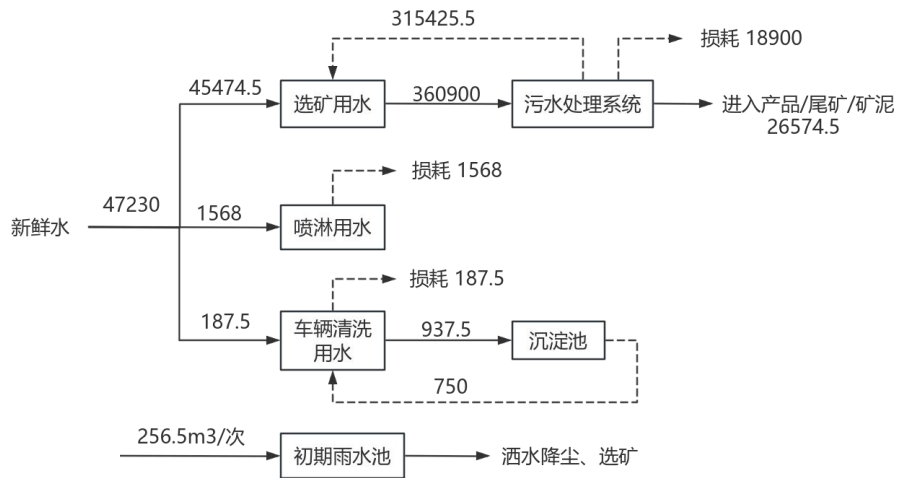 315425.5
损耗 18900
45474.5
选矿用水
360900
污水处理系统
进入产品/尾矿/矿泥
26574.5
损耗 1568
新鲜水
47230
1568
喷淋用水
损耗 187.5
187.5
车辆清洗
用水
937.5
沉淀池
750
256.5m3/次
初期雨水池
洒水降尘、选矿